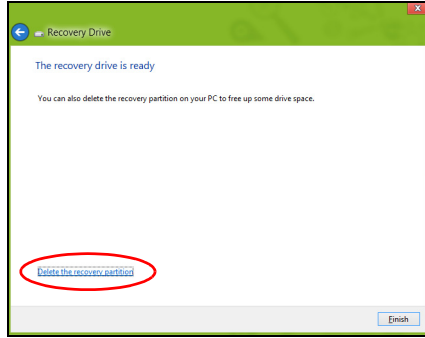 Recovery Drive
The recovery drive is ready
You can also delete the recovery partition on your PC to free up some drive space.
Delete the recovery partition
Finish